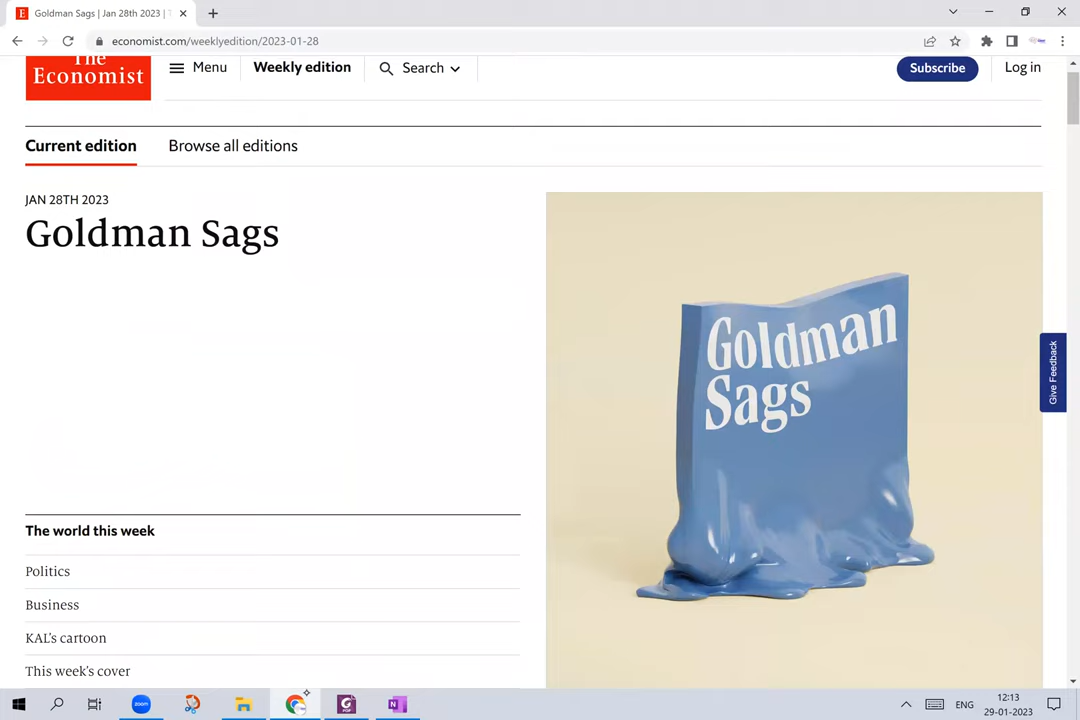 Goldman Sags | Jan 28th 2023 |
economist.com/weeklyedition/2023-01-28
The
Economist
Menu
Weekly edition
Search
Subscribe
Log in
Current edition
Browse all editions
JAN 28TH 2023
Goldman Sags
Goldman
Sags
Give Feedback
The world this week
Politics
Business
KAL's cartoon
This week's cover
zoom
ENG
12:13
29-01-2023